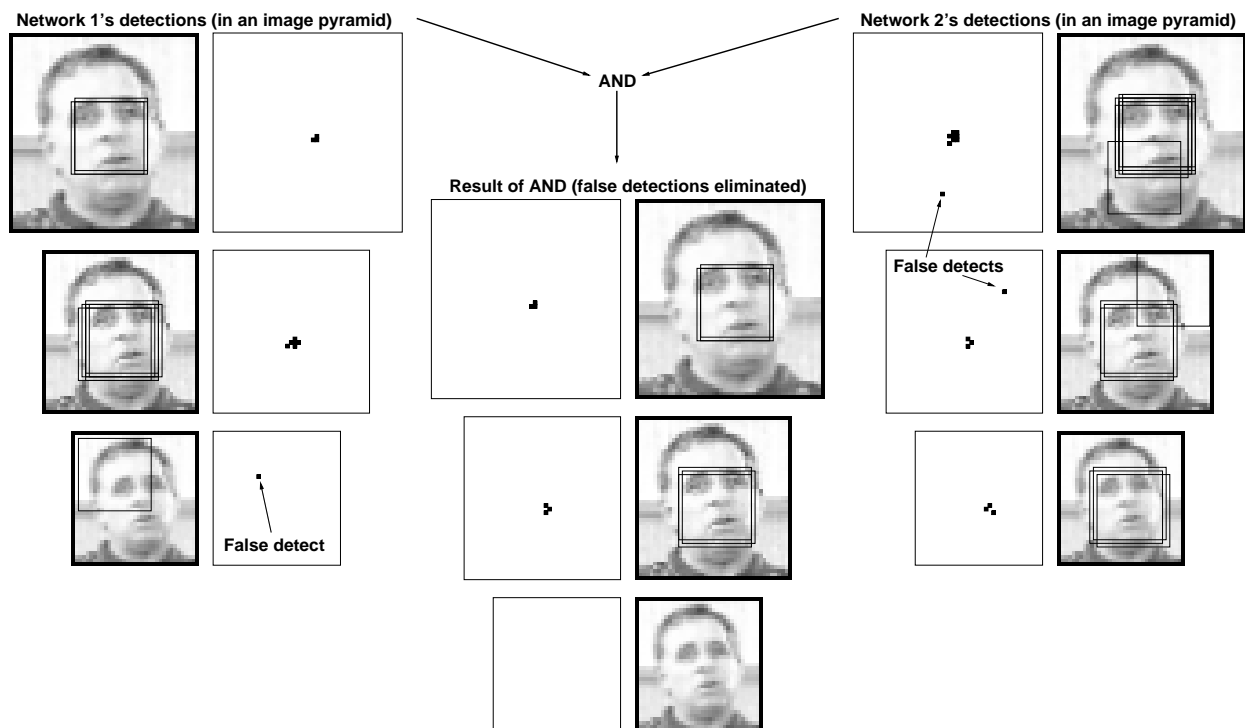 Network 1's detections (in an image pyramid)
Network 2's detections (in an image pyramid)
AND
Result of AND (false detections eliminated)
False detects
False detect